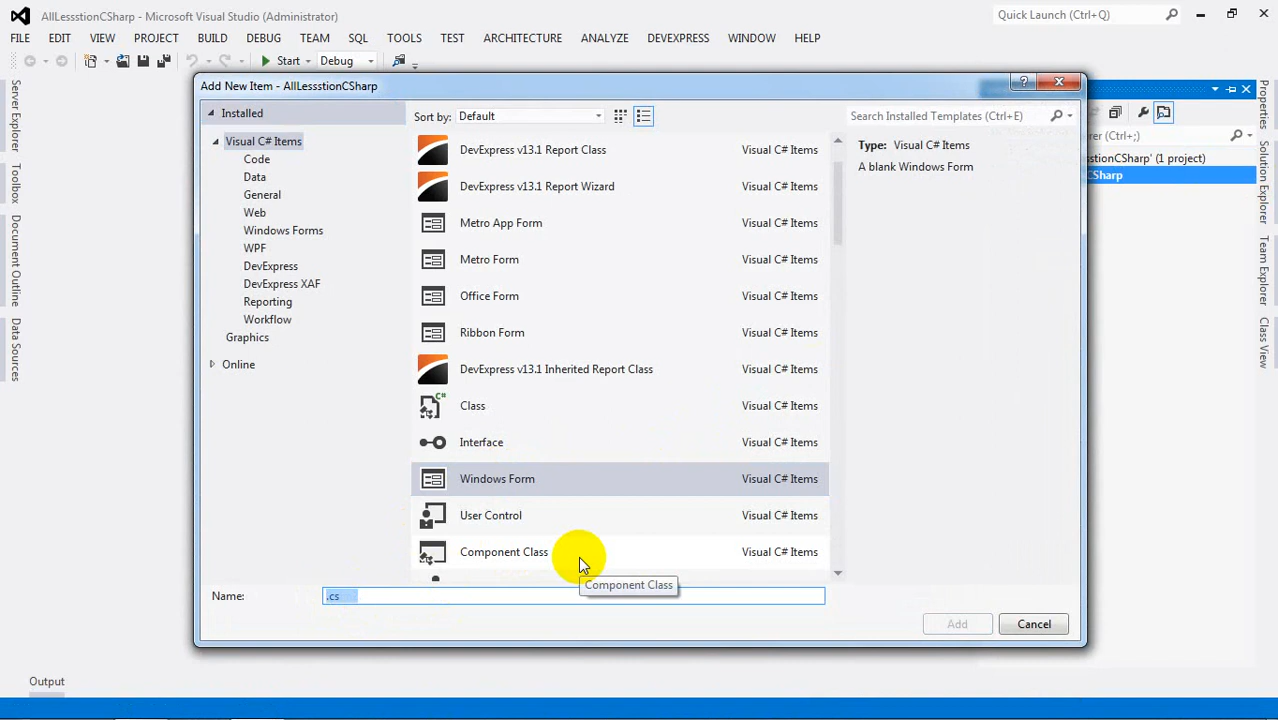 AllLessstionCSharp - Microsoft Visual Studio (Administrator)
Quick Launch (Ctrl+Q)
FILE EDIT VIEW PROJECT BUILD DEBUG TEAM SQL TOOLS TEST ARCHITECTURE ANALYZE DEVEXPRESS WINDOW HELP
Start Debug
Add New Item - AllLessstionCSharp
Installed
Sort by: Default
Search Installed Templates (Ctrl+E)
Visual C# Items
Code
Data
General
Web
Windows Forms
WPF
DevExpress
DevExpress XAF
Reporting
Workflow
Graphics
Online
DevExpress v13.1 Report Class Visual C# Items
DevExpress v13.1 Report Wizard Visual C# Items
Metro App Form Visual C# Items
Metro Form Visual C# Items
Office Form Visual C# Items
Ribbon Form Visual C# Items
DevExpress v13.1 Inherited Report Class Visual C# Items
Class Visual C# Items
Interface Visual C# Items
Windows Form Visual C# Items
User Control Visual C# Items
Component Class Visual C# Items
Component Class
Type: Visual C# Items
A blank Windows Form
Name: .cs
Add Cancel
rer (Ctrl+;)
stionCSharp' (1 project)
CSharp
Server Explorer
Toolbox
Document Outline
Data Sources
Properties
Solution Explorer
Team Explorer
Class View
Output